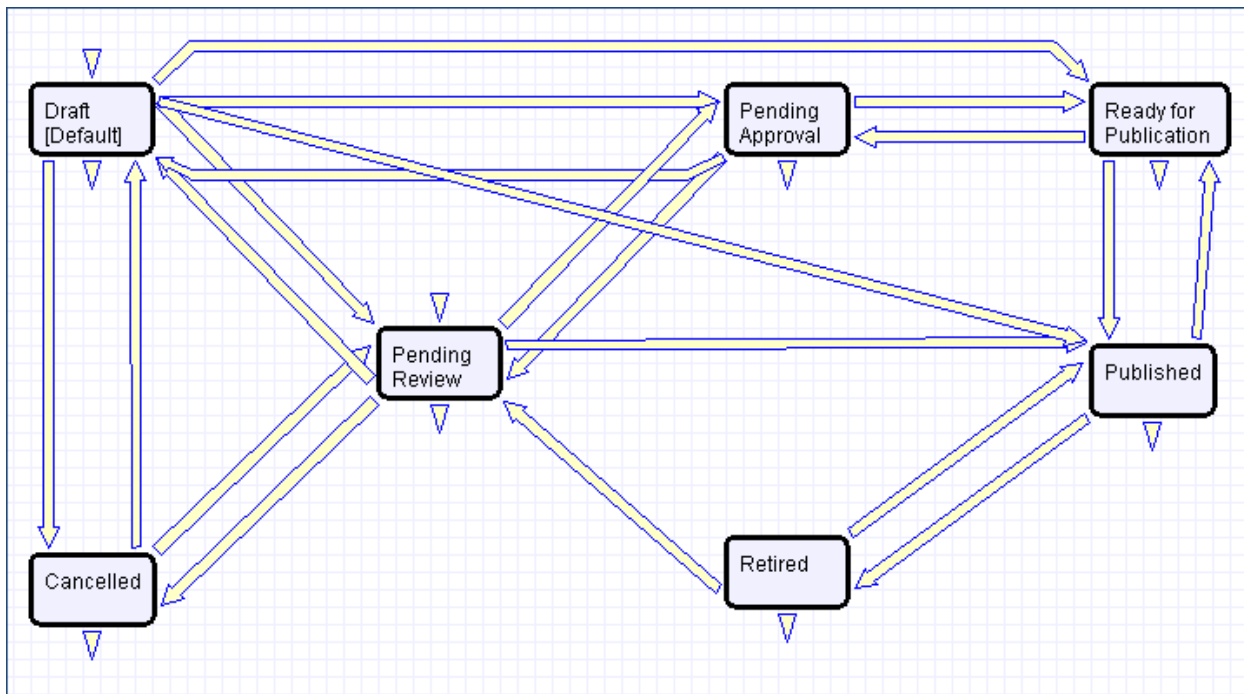 Draft
[Default]
Pending
Approval
Ready for
Publication
Pending
Review
Published
Cancelled
Retired